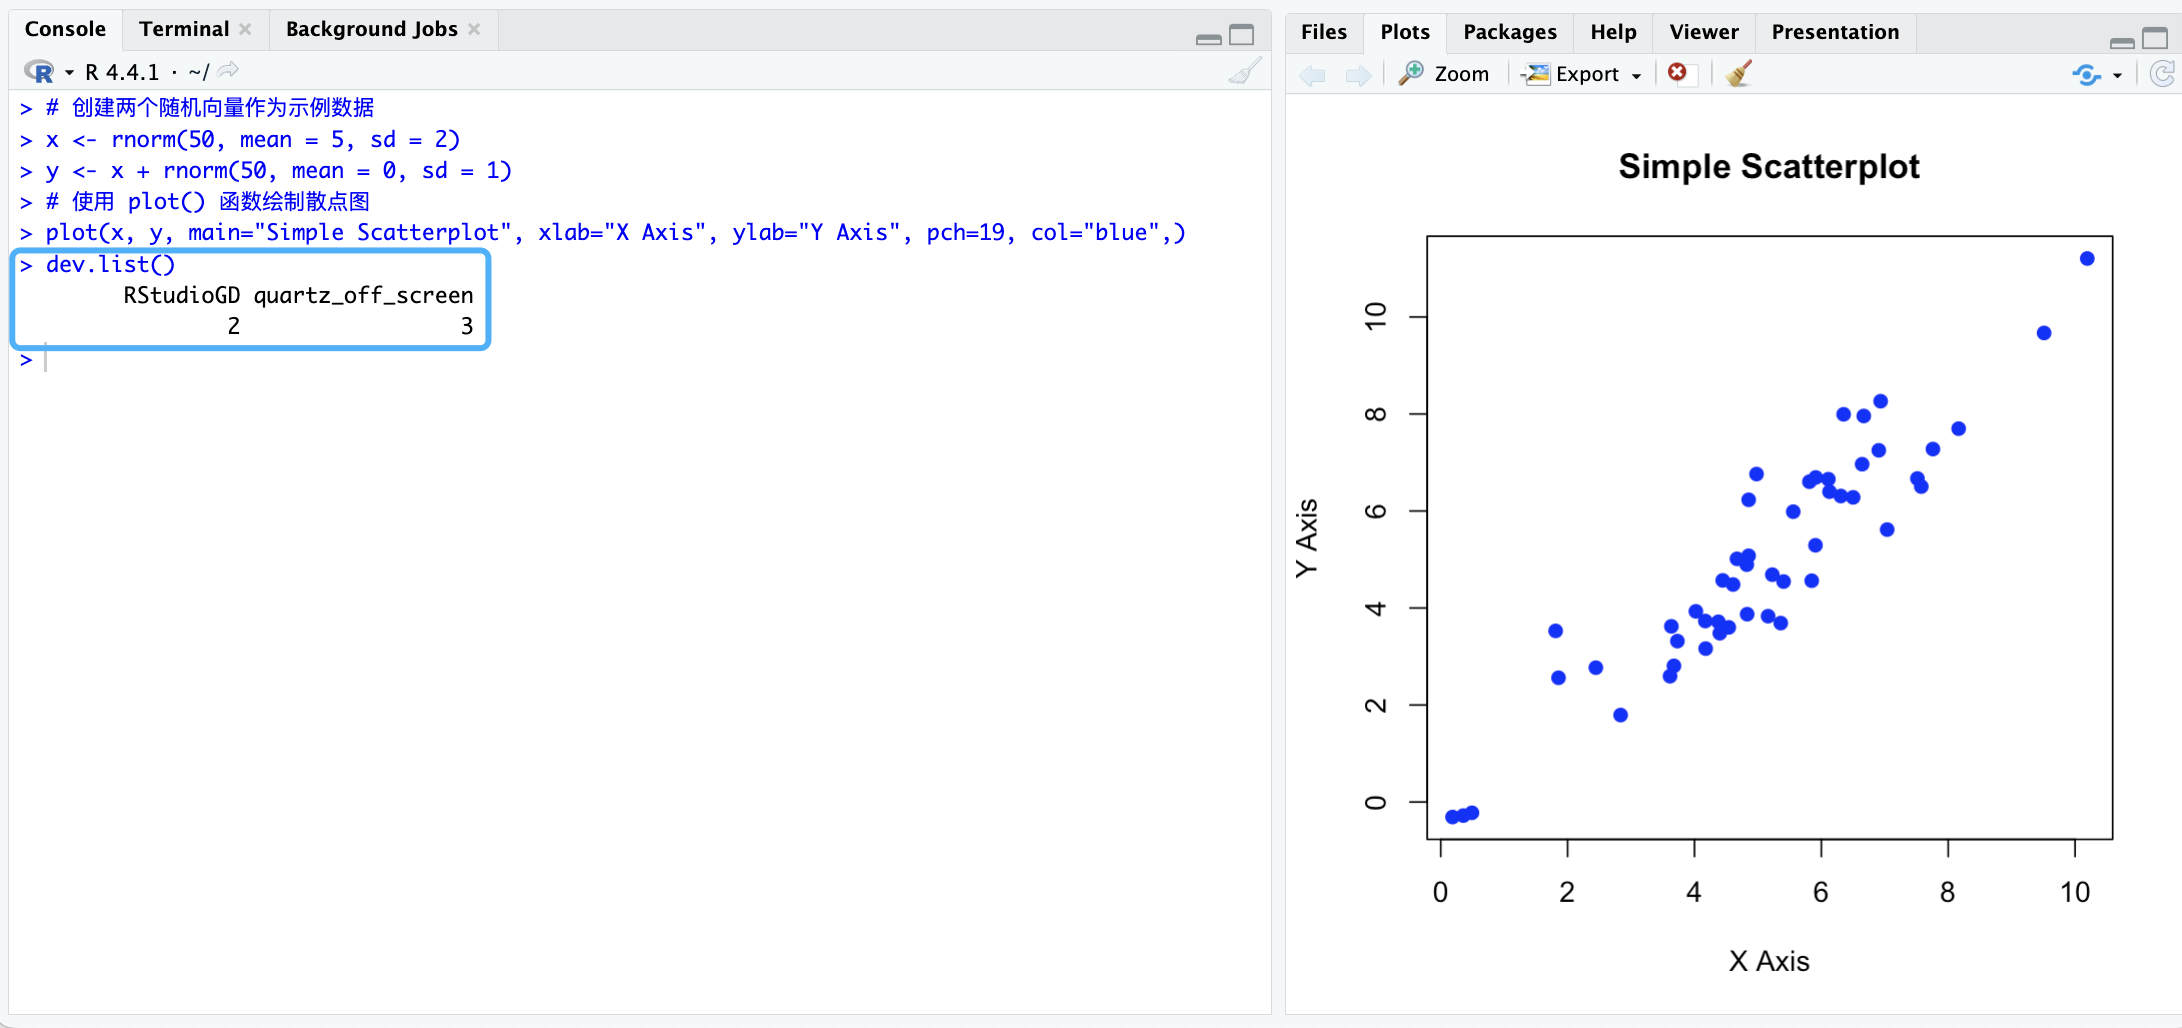 Console Terminal Background Jobs
R 4.4.1 · ~/
> # 创建两个随机向量作为示例数据
> x <- rnorm(50, mean = 5, sd = 2)
> y <- x + rnorm(50, mean = 0, sd = 1)
> # 使用 plot() 函数绘制散点图
> plot(x, y, main="Simple Scatterplot", xlab="X Axis", ylab="Y Axis", pch=19, col="blue",)
> dev.list()
RStudioGD quartz_off_screen
2 3
>
Files Plots Packages Help Viewer Presentation
Zoom Export
Simple Scatterplot
Y Axis
10
8
6
4
2
0
0 2 4 6 8 10
X Axis